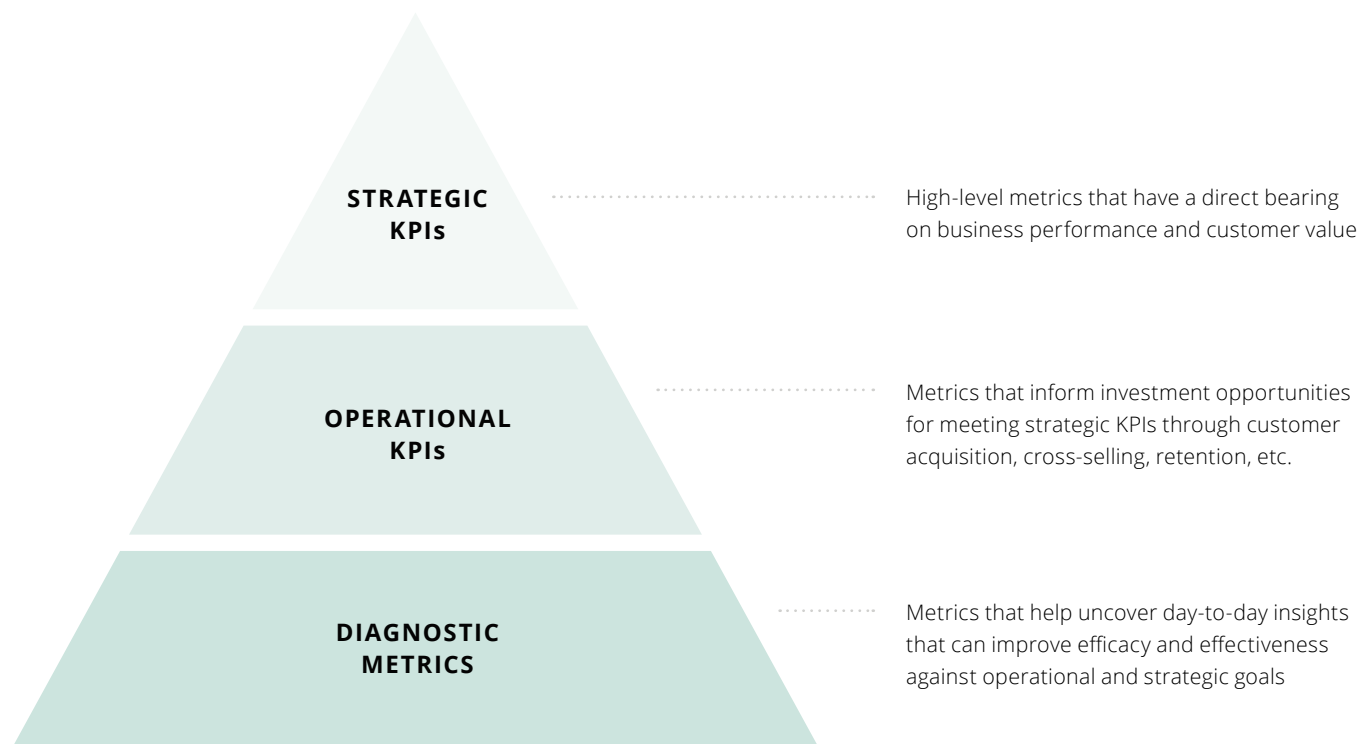 STRATEGIC
KPIs
High-level metrics that have a direct bearing
on business performance and customer value
OPERATIONAL
KPIs
Metrics that inform investment opportunities
for meeting strategic KPIs through customer
acquisition, cross-selling, retention, etc.
DIAGNOSTIC
METRICS
Metrics that help uncover day-to-day insights
that can improve efficacy and effectiveness
against operational and strategic goals